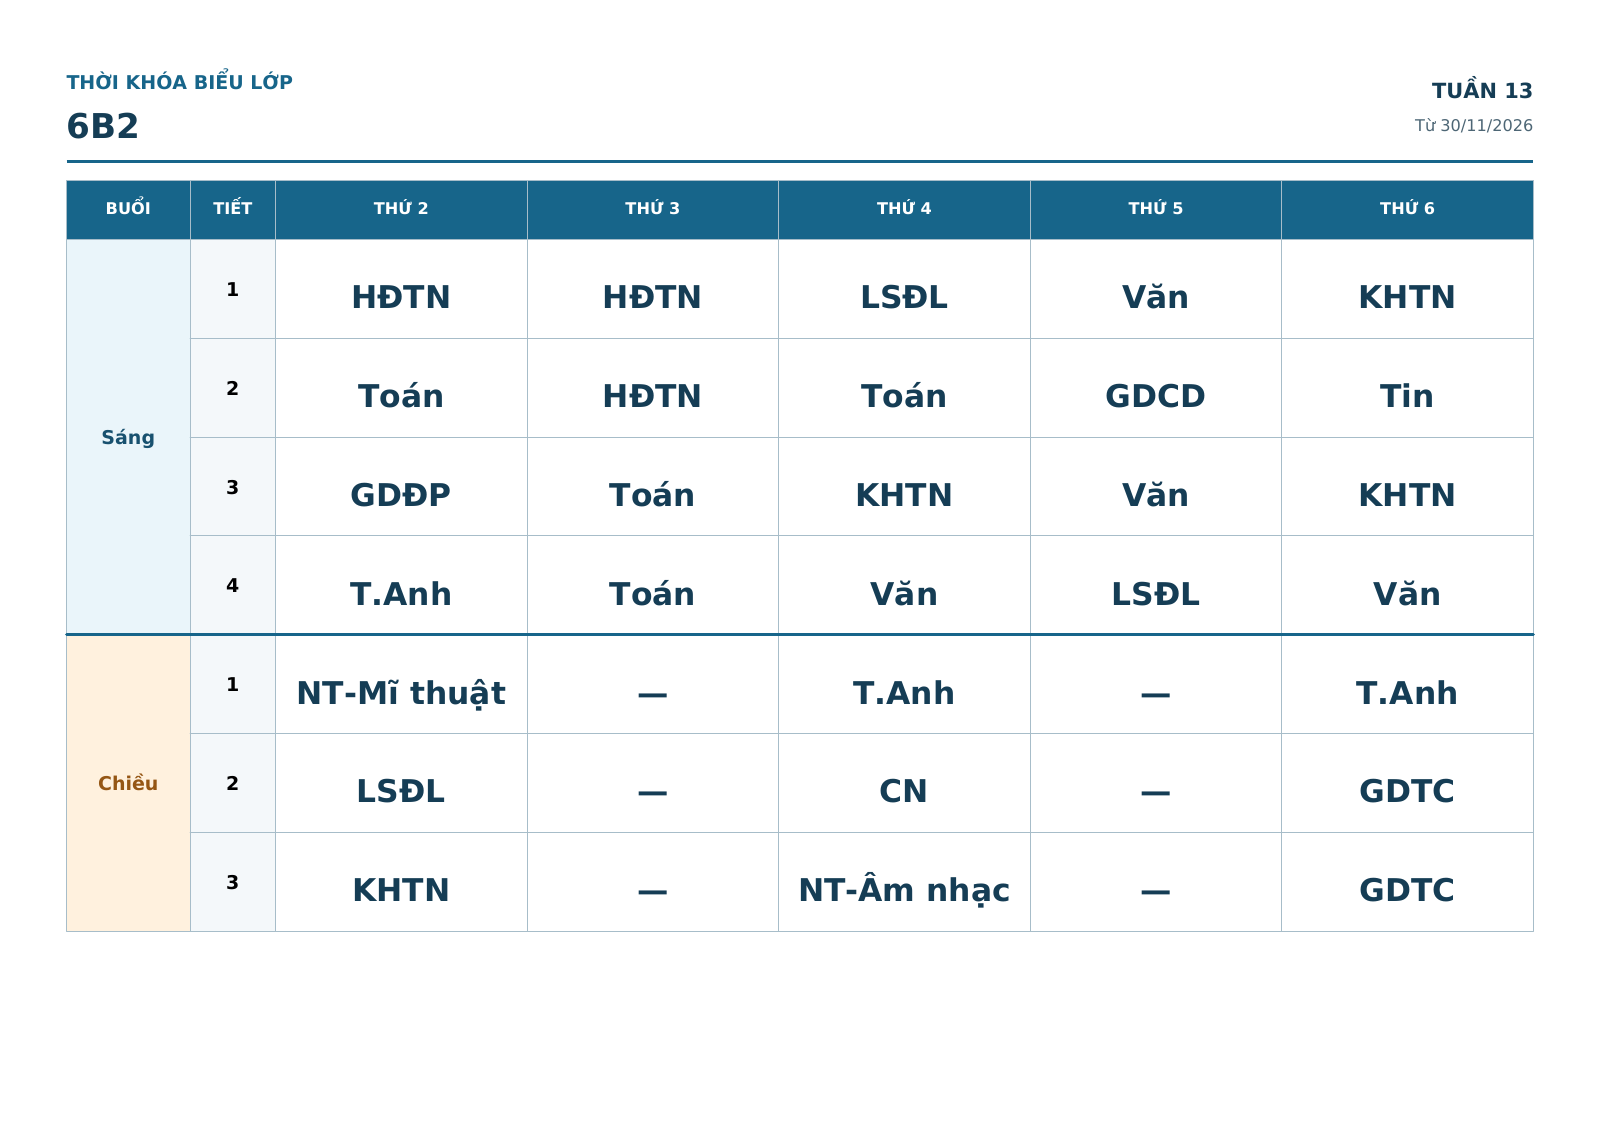 THỜI KHÓA BIỂU LỚP
6B2
TUẦN 13
Từ 30/11/2026
BUỔI TIẾT THỨ 2 THỨ 3 THỨ 4 THỨ 5 THỨ 6
Sáng
1 HĐTN HĐTN LSĐL Văn KHTN
2 Toán HĐTN Toán GDCD Tin
3 GDĐP Toán KHTN Văn KHTN
4 T.Anh Toán Văn LSĐL Văn
Chiều
1 NT-Mĩ thuật — T.Anh — T.Anh
2 LSĐL — CN — GDTC
3 KHTN — NT-Âm nhạc — GDTC